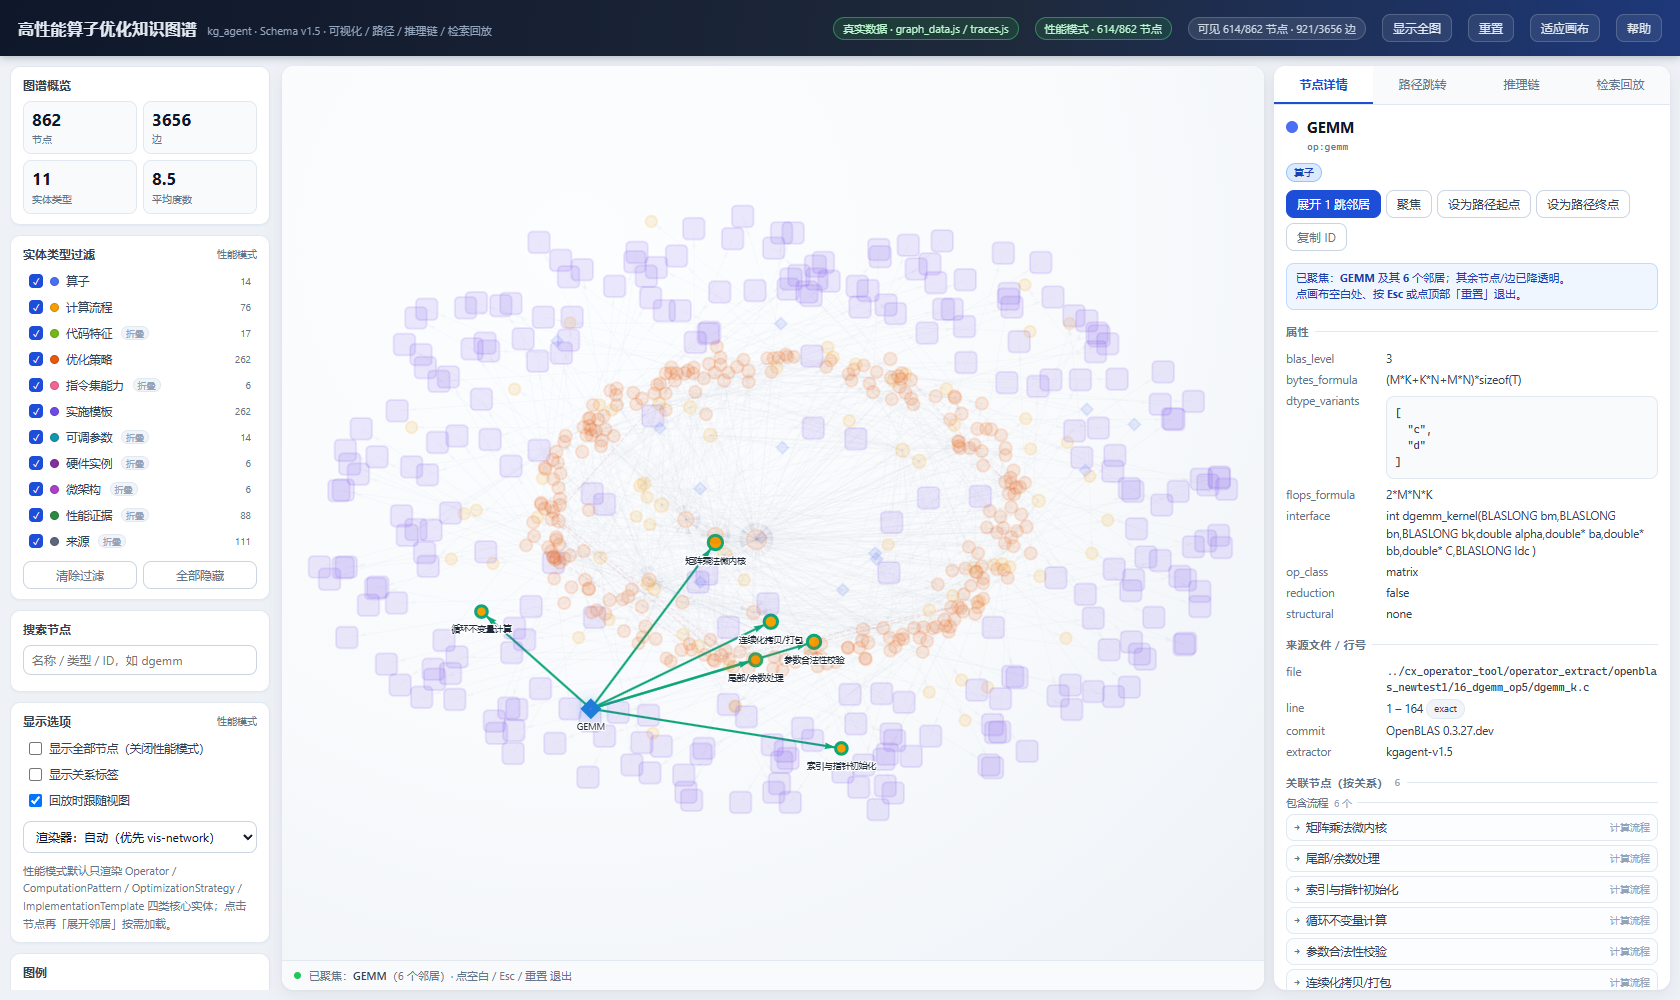 高性能算子优化知识图谱 kg_agent · Schema v1.5 · 可视化 / 路径 / 推理链 / 检索回放
真实数据 · graph_data.js / traces.js
性能模式 · 614/862 节点
可见 614/862 节点 · 921/3656 边
显示全图
重置
适应画布
帮助
图谱概览
862
节点
3656
边
11
实体类型
8.5
平均度数
实体类型过滤 性能模式
算子 14
计算流程 76
代码特征 折叠 17
优化策略 262
指令集能力 折叠 6
实施模板 262
可调参数 折叠 14
硬件实例 折叠 6
微架构 折叠 6
性能证据 折叠 88
来源 折叠 111
清除过滤
全部隐藏
搜索节点
名称 / 类型 / ID，如 dgemm
显示选项 性能模式
显示全部节点（关闭性能模式）
显示关系标签
回放时跟随视图
渲染器：自动（优先 vis-network）
性能模式默认只渲染 Operator /
ComputationPattern / OptimizationStrategy /
ImplementationTemplate 四类核心实体；点击
节点再「展开邻居」按需加载。
图例
矩阵乘法微内核
循环不变量计算
连续化拷贝/打包
参数合法性校验
尾部/余数处理
GEMM
索引与指针初始化
已聚焦：GEMM（6 个邻居）· 点空白 / Esc / 重置 退出
节点详情
路径跳转
推理链
检索回放
GEMM
op:gemm
算子
展开 1 跳邻居
聚焦
设为路径起点
设为路径终点
复制 ID
已聚焦：GEMM 及其 6 个邻居；其余节点/边已降透明。
点画布空白处、按 Esc 或点顶部「重置」退出。
属性
blas_level 3
bytes_formula (M*K+K*N+M*N)*sizeof(T)
dtype_variants [
"c",
"d"
]
flops_formula 2*M*N*K
interface int dgemm_kernel(BLASLONG bm,BLASLONG
bn,BLASLONG bk,double alpha,double* ba,double*
bb,double* C,BLASLONG ldc )
op_class matrix
reduction false
structural none
来源文件 / 行号
file ../cx_operator_tool/operator_extract/openbla
s_newtest1/16_dgemm_op5/dgemm_k.c
line 1 – 164 exact
commit OpenBLAS 0.3.27.dev
extractor kgagent-v1.5
关联节点（按关系） 6
包含流程 6 个
→ 矩阵乘法微内核 计算流程
→ 尾部/余数处理 计算流程
→ 索引与指针初始化 计算流程
→ 循环不变量计算 计算流程
→ 参数合法性校验 计算流程
→ 连续化拷贝/打包 计算流程